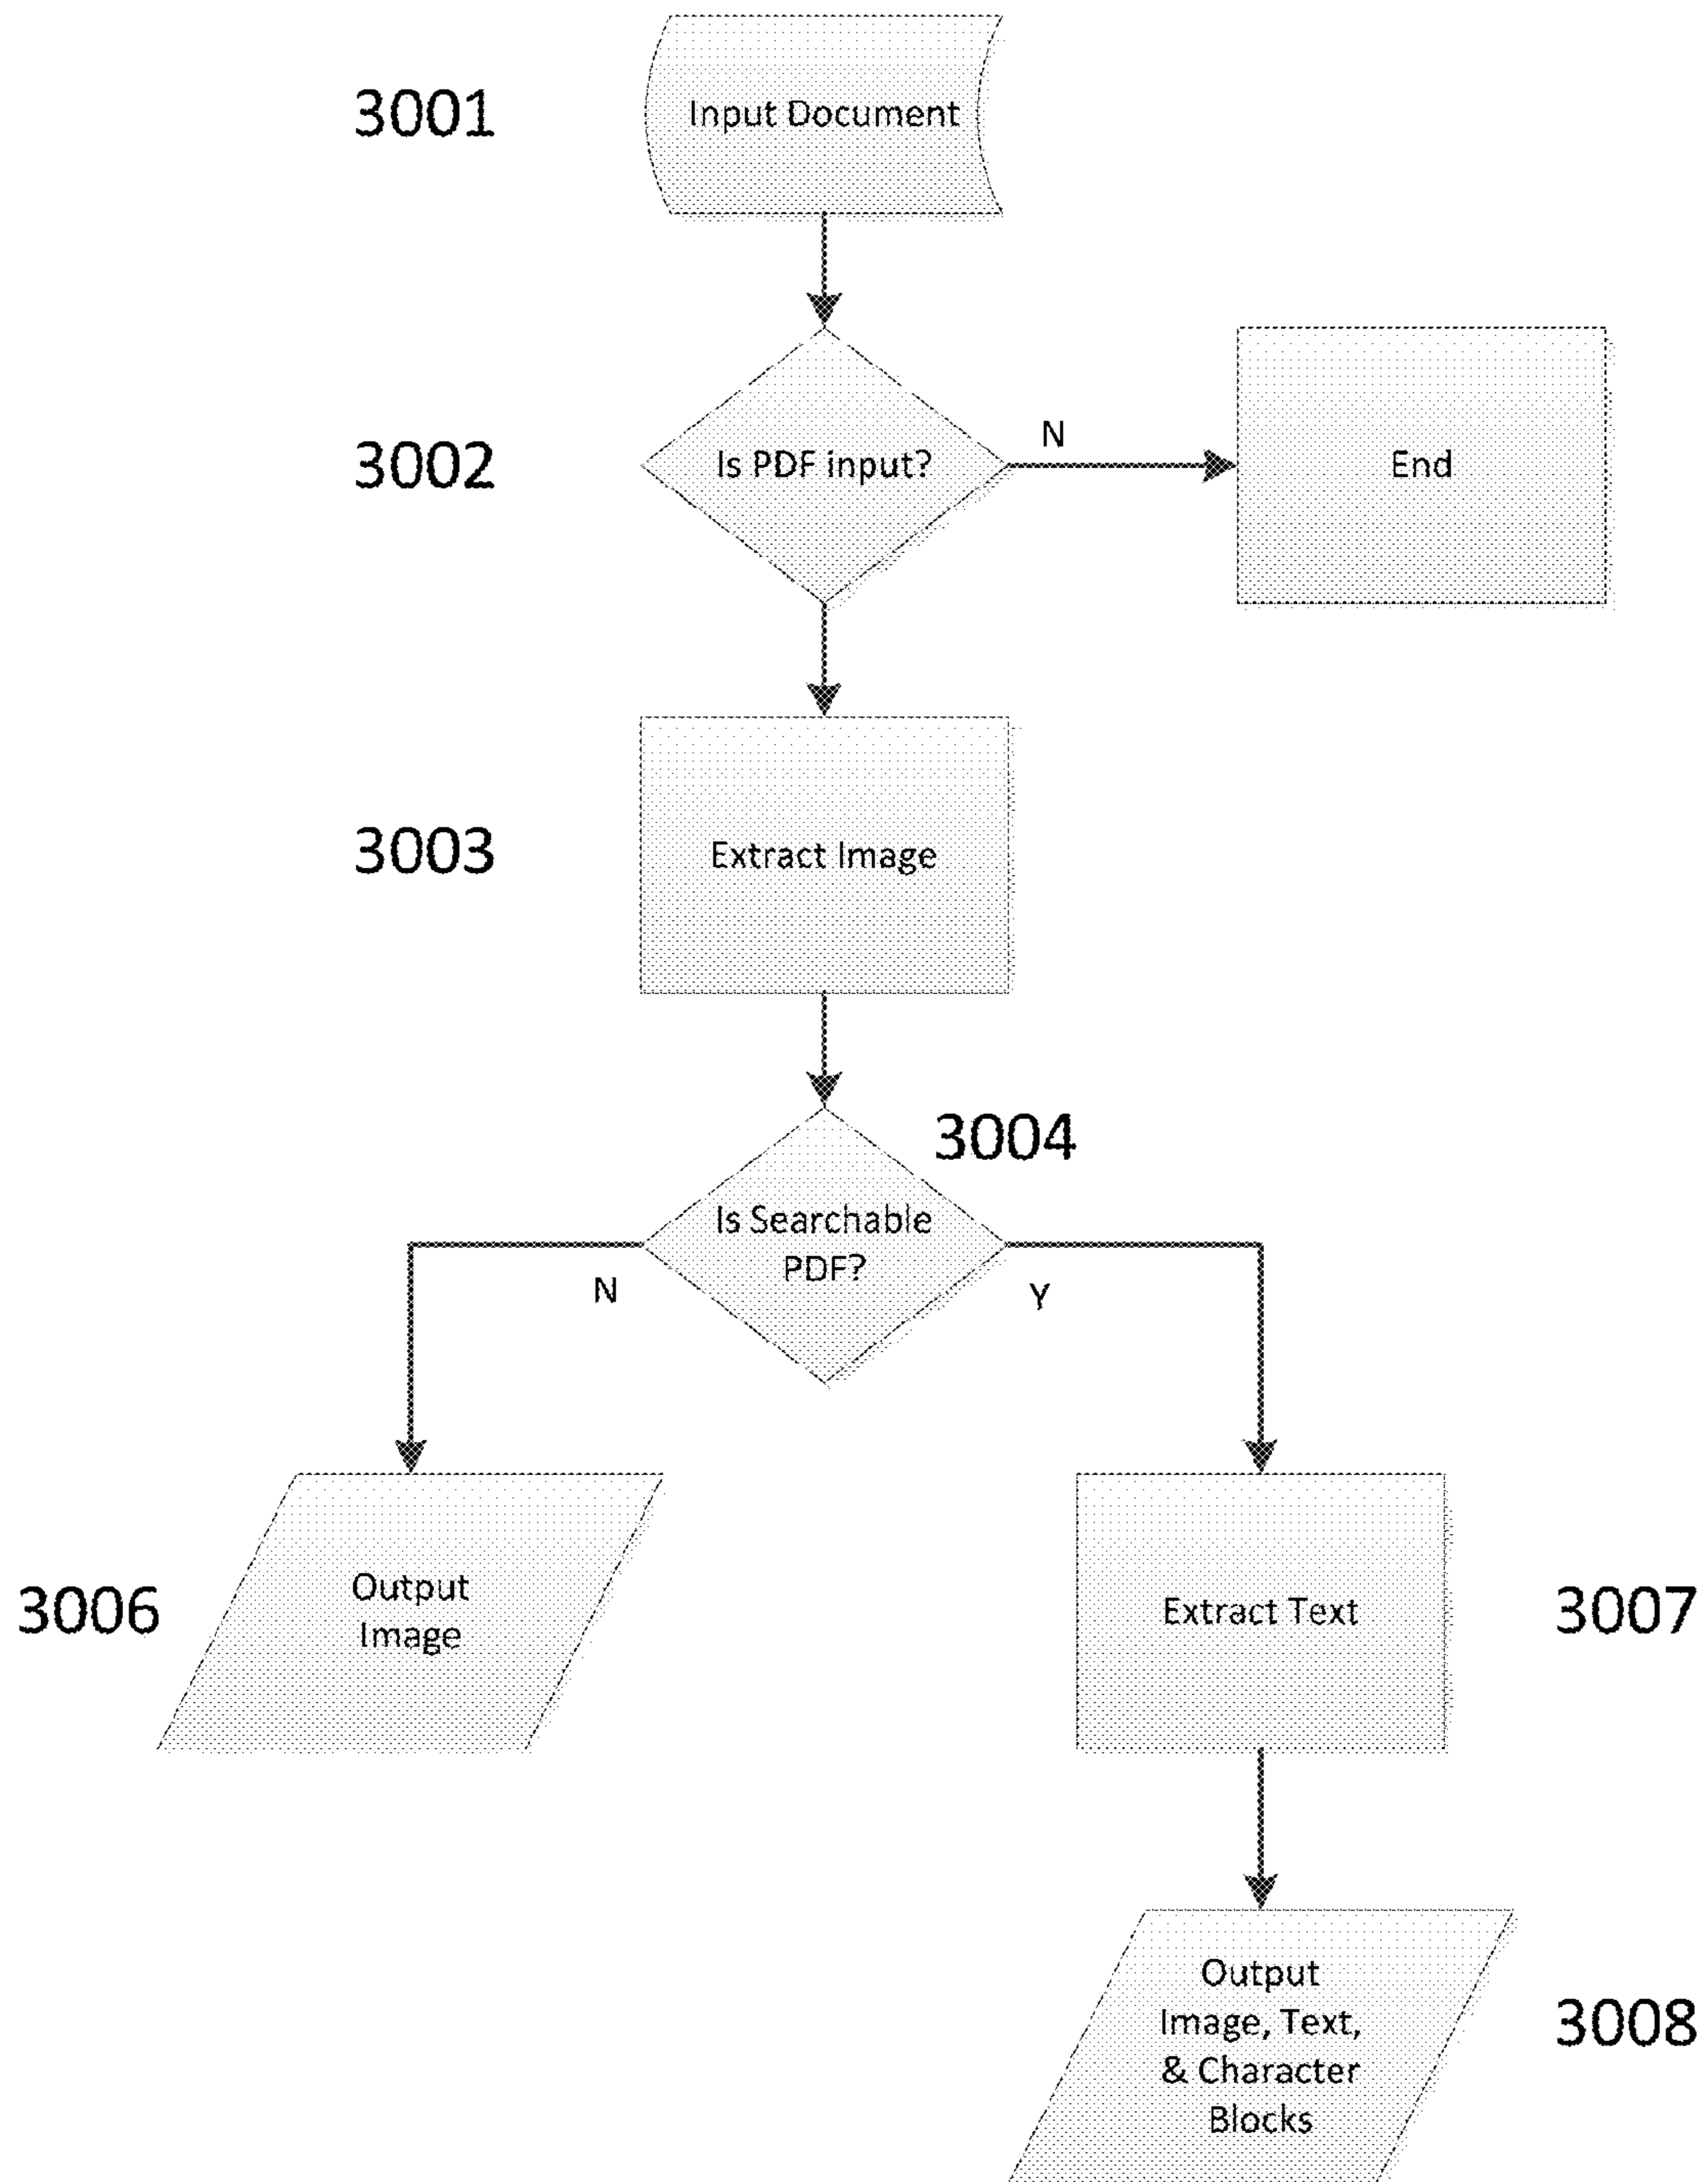 3001
Input Document
3002
Is PDF input?
N
End
3003
Extract Image
3004
Is Searchable
PDF?
N
Y
3006
Output
Image
Extract Text
3007
Output
Image, Text,
& Character
Blocks
3008